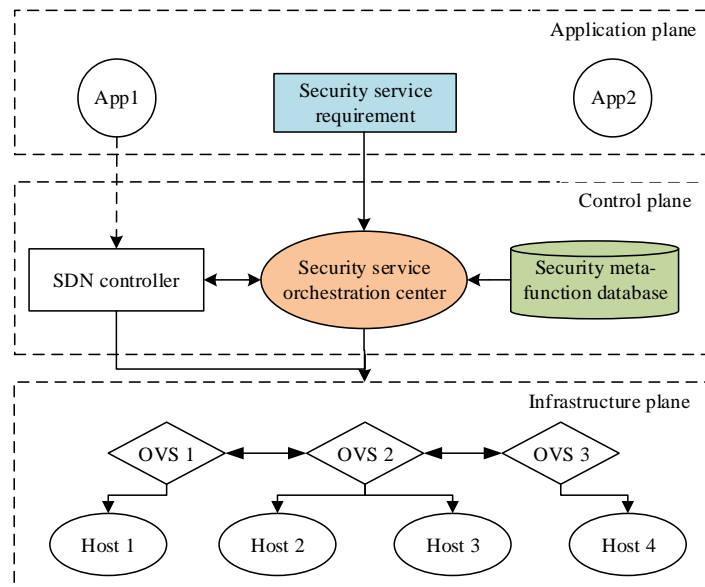 Application plane
App1
Security service
requirement
App2
Control plane
SDN controller
Security service
orchestration center
Security meta-
function database
Infrastructure plane
OVS 1
OVS 2
OVS 3
Host 1
Host 2
Host 3
Host 4